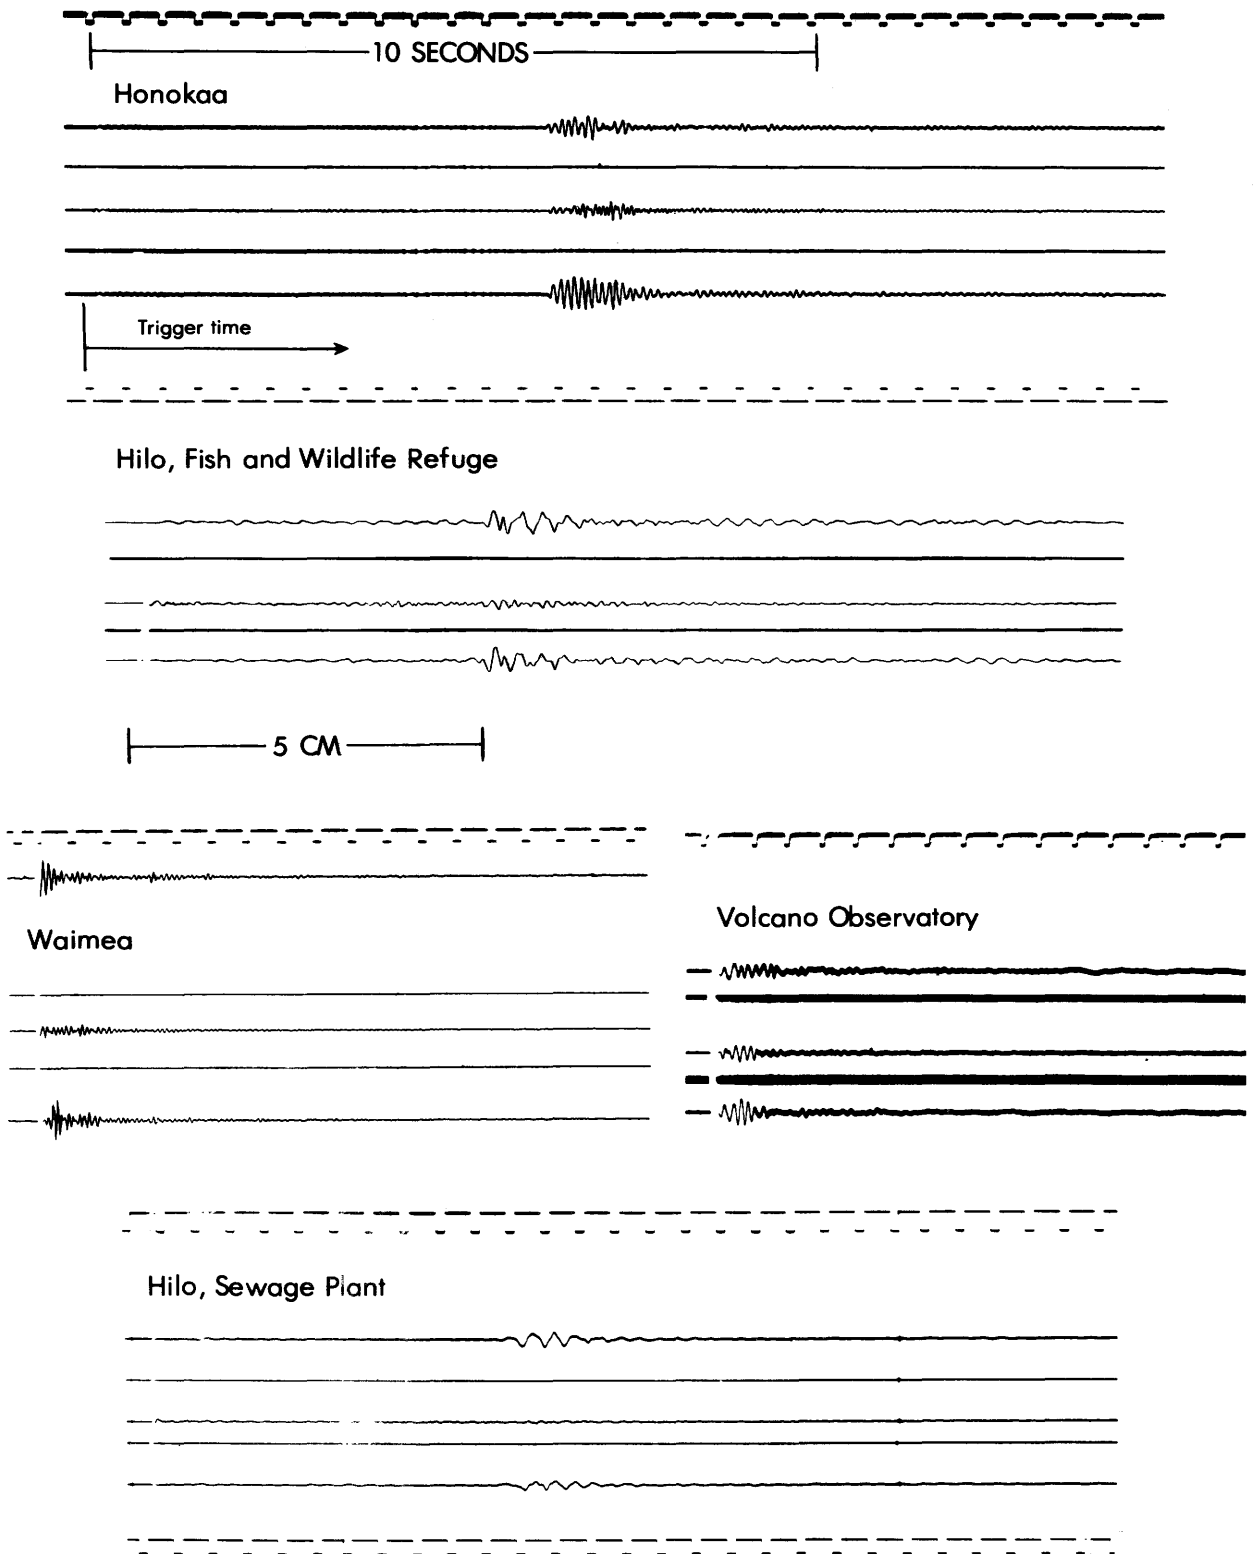 10 SECONDS
Honokaa
Trigger time
Hilo, Fish and Wildlife Refuge
5 CM
Waimea
Volcano Observatory
Hilo, Sewage Plant